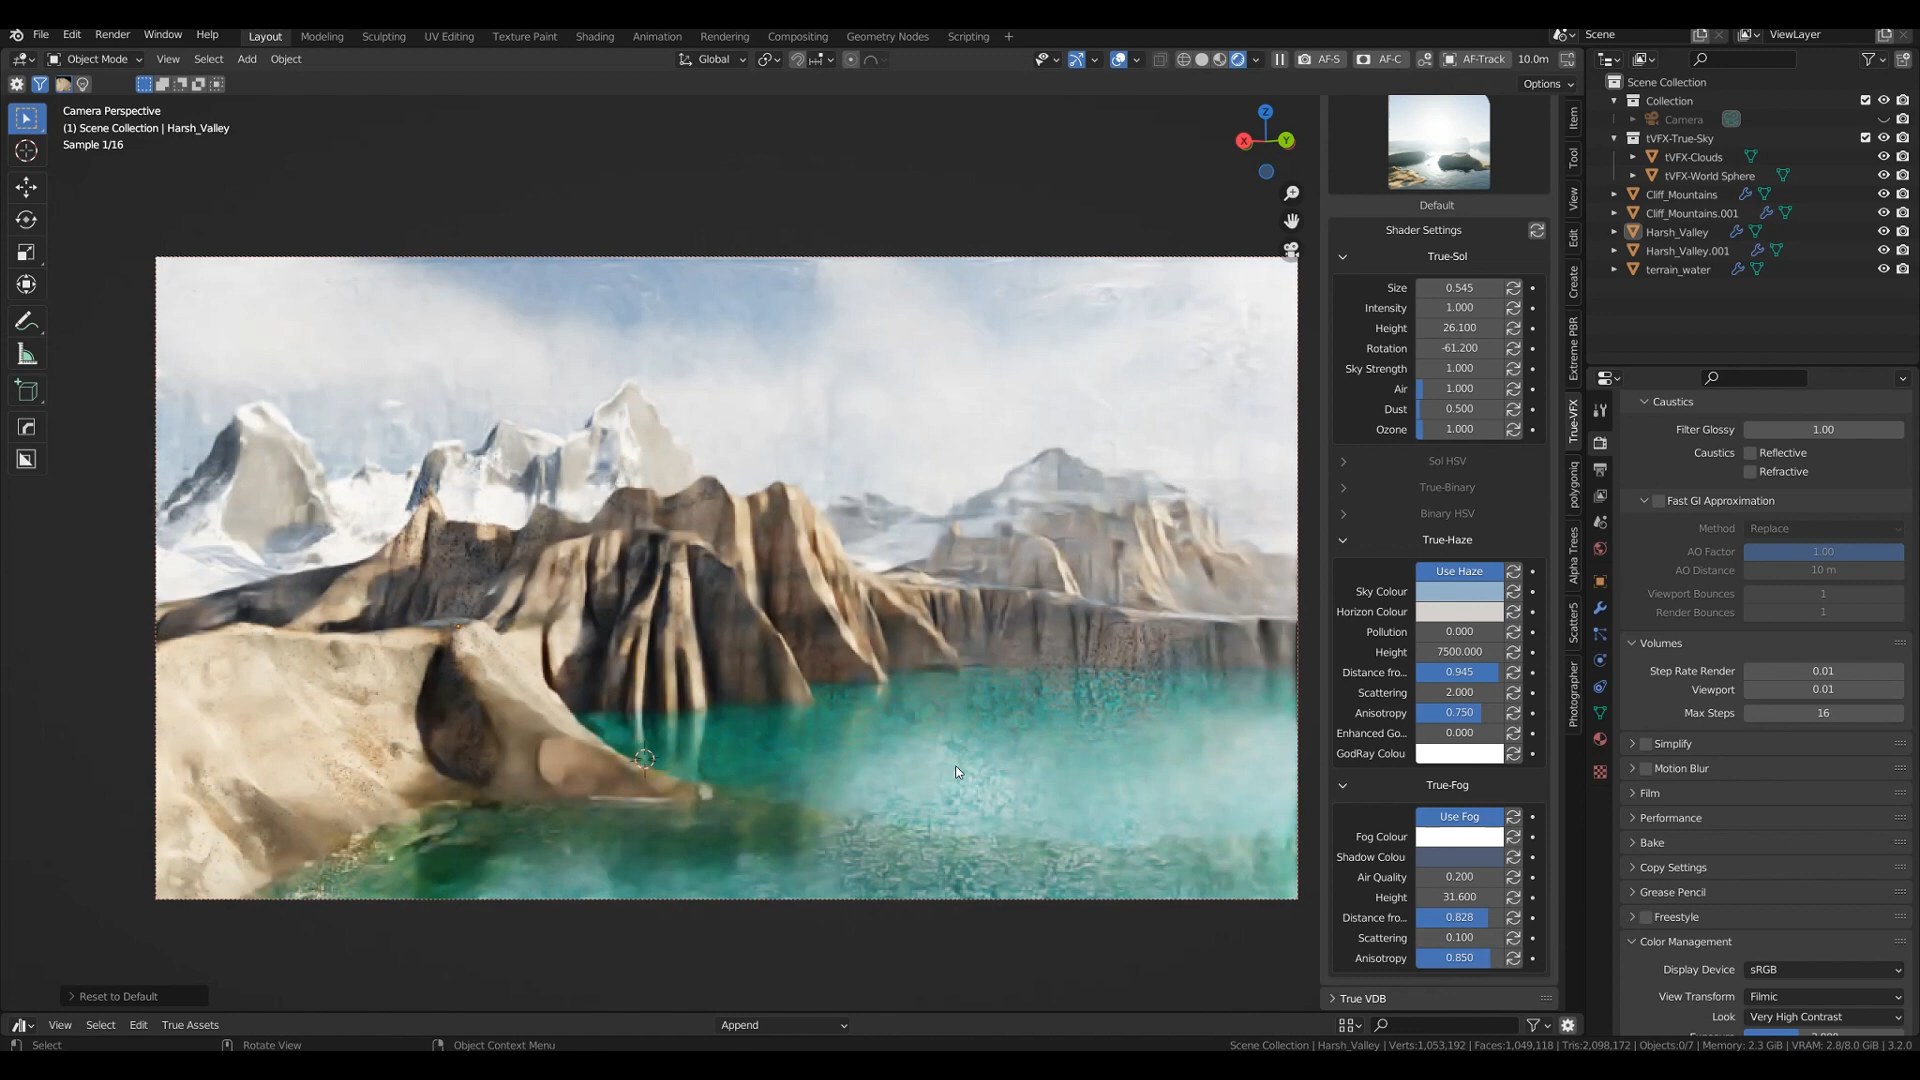 File Edit Render Window Help Layout Modeling Sculpting UV Editing Texture Paint Shading Animation Rendering Compositing Geometry Nodes Scripting + Scene ViewLayer
Object Mode View Select Add Object Global AF-S AF-C AF-Track 10.0m
Options
Camera Perspective
(1) Scene Collection | Harsh_Valley
Sample 1/16
Z
X Y
Item
Tool
View
Edit
Create
Extreme PBR
True-VFX
polygoniq
Alpha Trees
Scatter5
Photographer
Default
Shader Settings
True-Sol
Size 0.545
Intensity 1.000
Height 26.100
Rotation -61.200
Sky Strength 1.000
Air 1.000
Dust 0.500
Ozone 1.000
Sol HSV
True-Binary
Binary HSV
True-Haze
Use Haze
Sky Colour
Horizon Colour
Pollution 0.000
Height 7500.000
Distance fro... 0.945
Scattering 2.000
Anisotropy 0.750
Enhanced Go... 0.000
GodRay Colou
True-Fog
Use Fog
Fog Colour
Shadow Colou
Air Quality 0.200
Height 31.600
Distance fro... 0.828
Scattering 0.100
Anisotropy 0.850
True VDB
Scene Collection
Collection
Camera
tVFX-True-Sky
tVFX-Clouds
tVFX-World Sphere
Cliff_Mountains
Cliff_Mountains.001
Harsh_Valley
Harsh_Valley.001
terrain_water
Caustics
Filter Glossy 1.00
Caustics Reflective
Refractive
Fast GI Approximation
Method Replace
AO Factor 1.00
AO Distance 10 m
Viewport Bounces 1
Render Bounces 1
Volumes
Step Rate Render 0.01
Viewport 0.01
Max Steps 16
Simplify
Motion Blur
Film
Performance
Bake
Copy Settings
Grease Pencil
Freestyle
Color Management
Display Device sRGB
View Transform Filmic
Look Very High Contrast
Reset to Default
View Select Edit True Assets Append
Select Rotate View Object Context Menu Scene Collection | Harsh_Valley | Verts:1,053,192 | Faces:1,049,118 | Tris:2,098,172 | Objects:0/7 | Memory: 2.3 GiB | VRAM: 2.8/8.0 GiB | 3.2.0